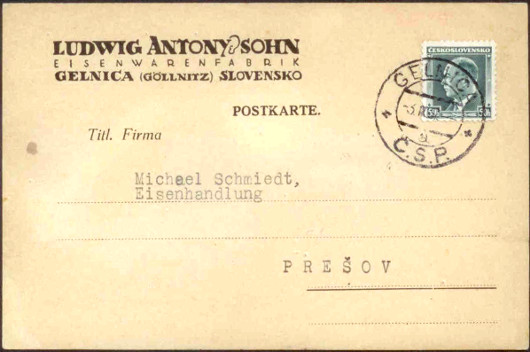 LUDWIG ANTONY & SOHN
EISENWARENFABRIK
GELNICA (GÖLLNITZ) SLOVENSKO
ČESKOSLOVENSKO
GELNICA
Č.S.P.
POSTKARTE.
Titl. Firma
Michael Schmiedt,
Eisenhandlung
PREŠOV